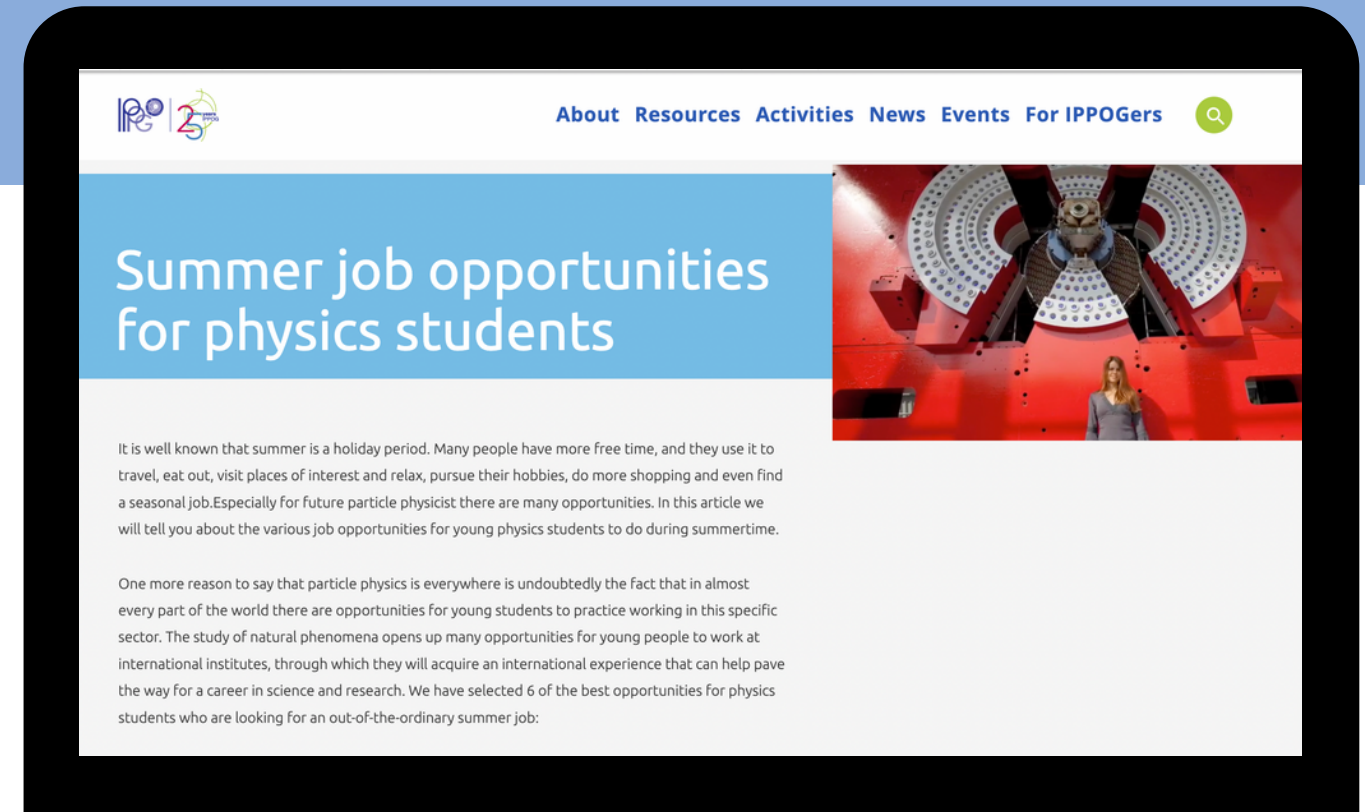 IPPOG 25 years IPPOG
About Resources Activities News Events For IPPOGers
Summer job opportunities
for physics students
It is well known that summer is a holiday period. Many people have more free time, and they use it to
travel, eat out, visit places of interest and relax, pursue their hobbies, do more shopping and even find
a seasonal job.Especially for future particle physicist there are many opportunities. In this article we
will tell you about the various job opportunities for young physics students to do during summertime.
One more reason to say that particle physics is everywhere is undoubtedly the fact that in almost
every part of the world there are opportunities for young students to practice working in this specific
sector. The study of natural phenomena opens up many opportunities for young people to work at
international institutes, through which they will acquire an international experience that can help pave
the way for a career in science and research. We have selected 6 of the best opportunities for physics
students who are looking for an out-of-the-ordinary summer job: